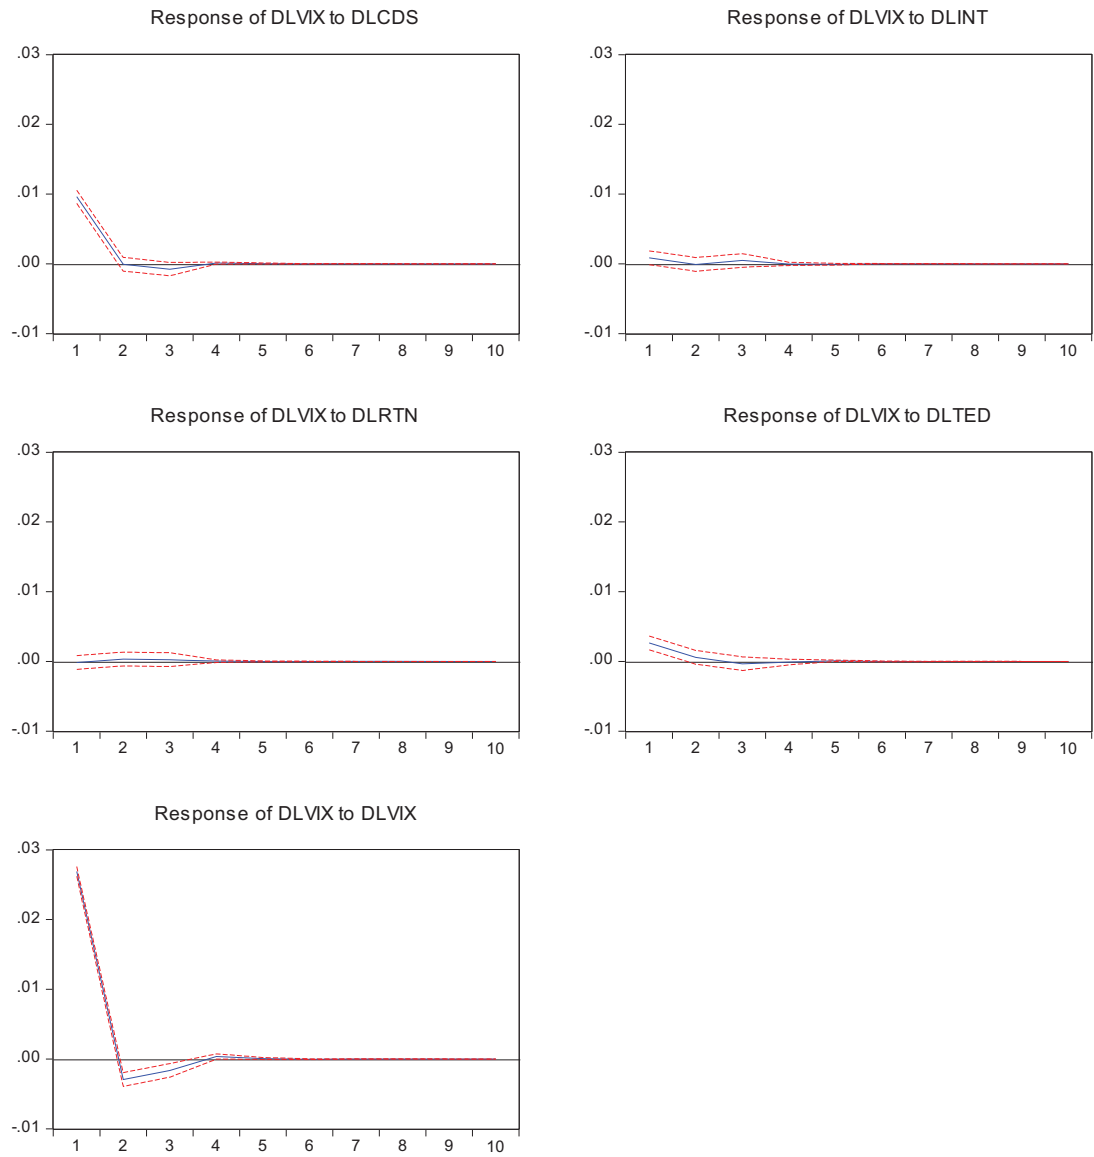 Response of DLVIX to DLCDS
.03
.02
.01
.00
-.01
1 2 3 4 5 6 7 8 9 10
Response of DLVIX to DLINT
.03
.02
.01
.00
-.01
1 2 3 4 5 6 7 8 9 10
Response of DLVIX to DLRTN
.03
.02
.01
.00
-.01
1 2 3 4 5 6 7 8 9 10
Response of DLVIX to DLTED
.03
.02
.01
.00
-.01
1 2 3 4 5 6 7 8 9 10
Response of DLVIX to DLVIX
.03
.02
.01
.00
-.01
1 2 3 4 5 6 7 8 9 10